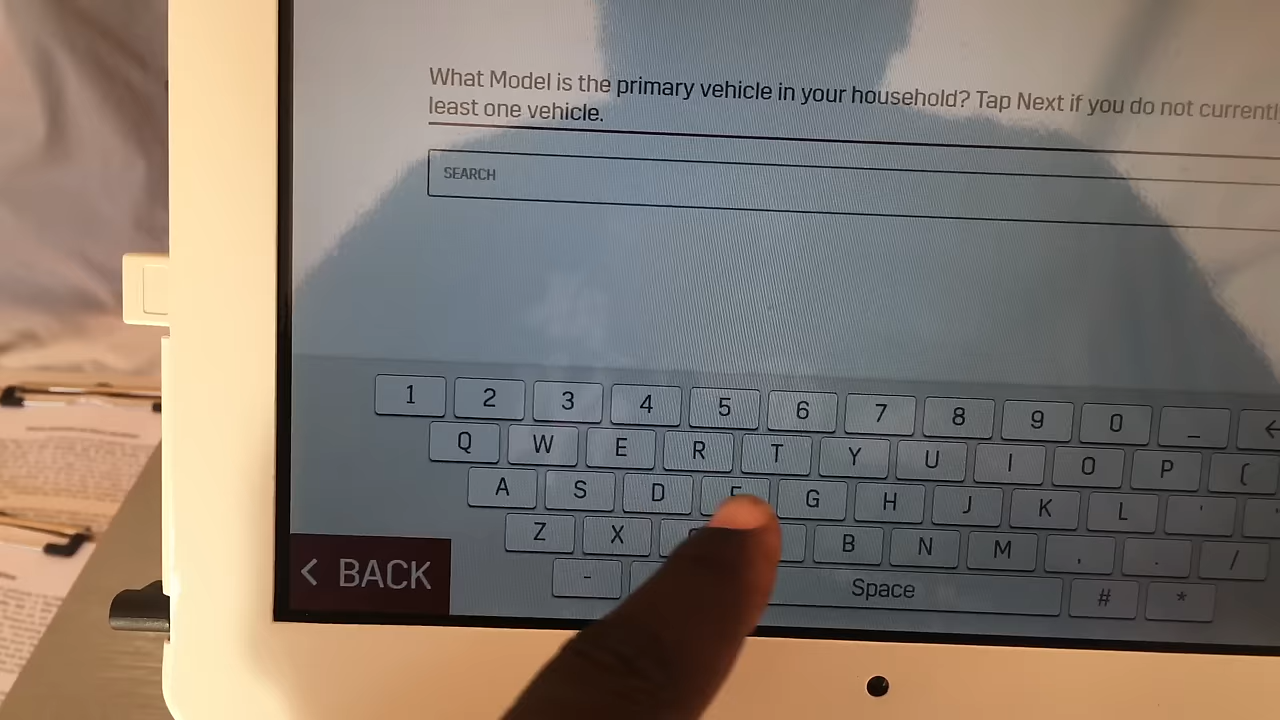 What Model is the primary vehicle in your household? Tap Next if you do not currentl
least one vehicle.
SEARCH
1 2 3 4 5 6 7 8 9 0 _ ←
Q W E R T Y U I O P (
A S D F G H J K L '
Z X B N M , . /
- Space # *
< BACK